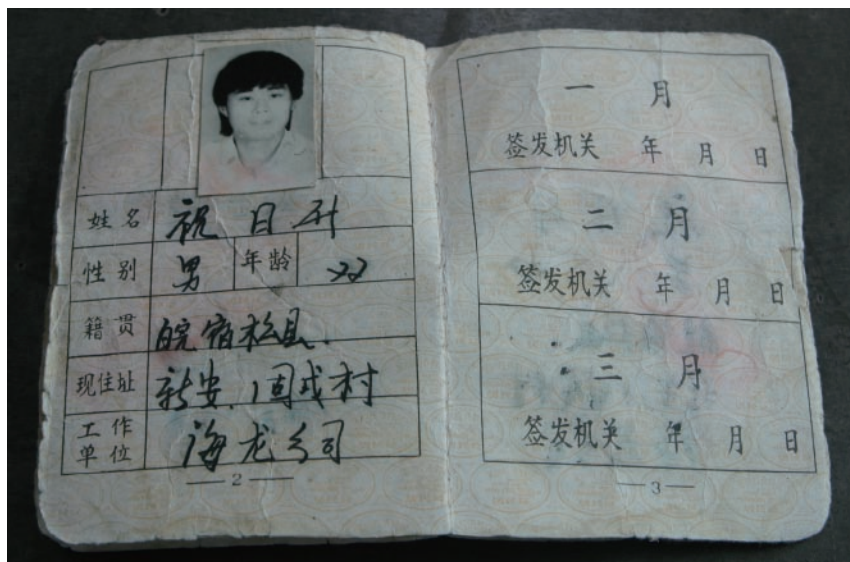 姓名 祝日升
性别 男 年龄 22
籍贯 皖宿松县.
现住址 新安.固戍村
工作单位 海龙公司
2
一 月
签发机关 年 月 日
二 月
签发机关 年 月 日
三 月
签发机关 年 月 日
3